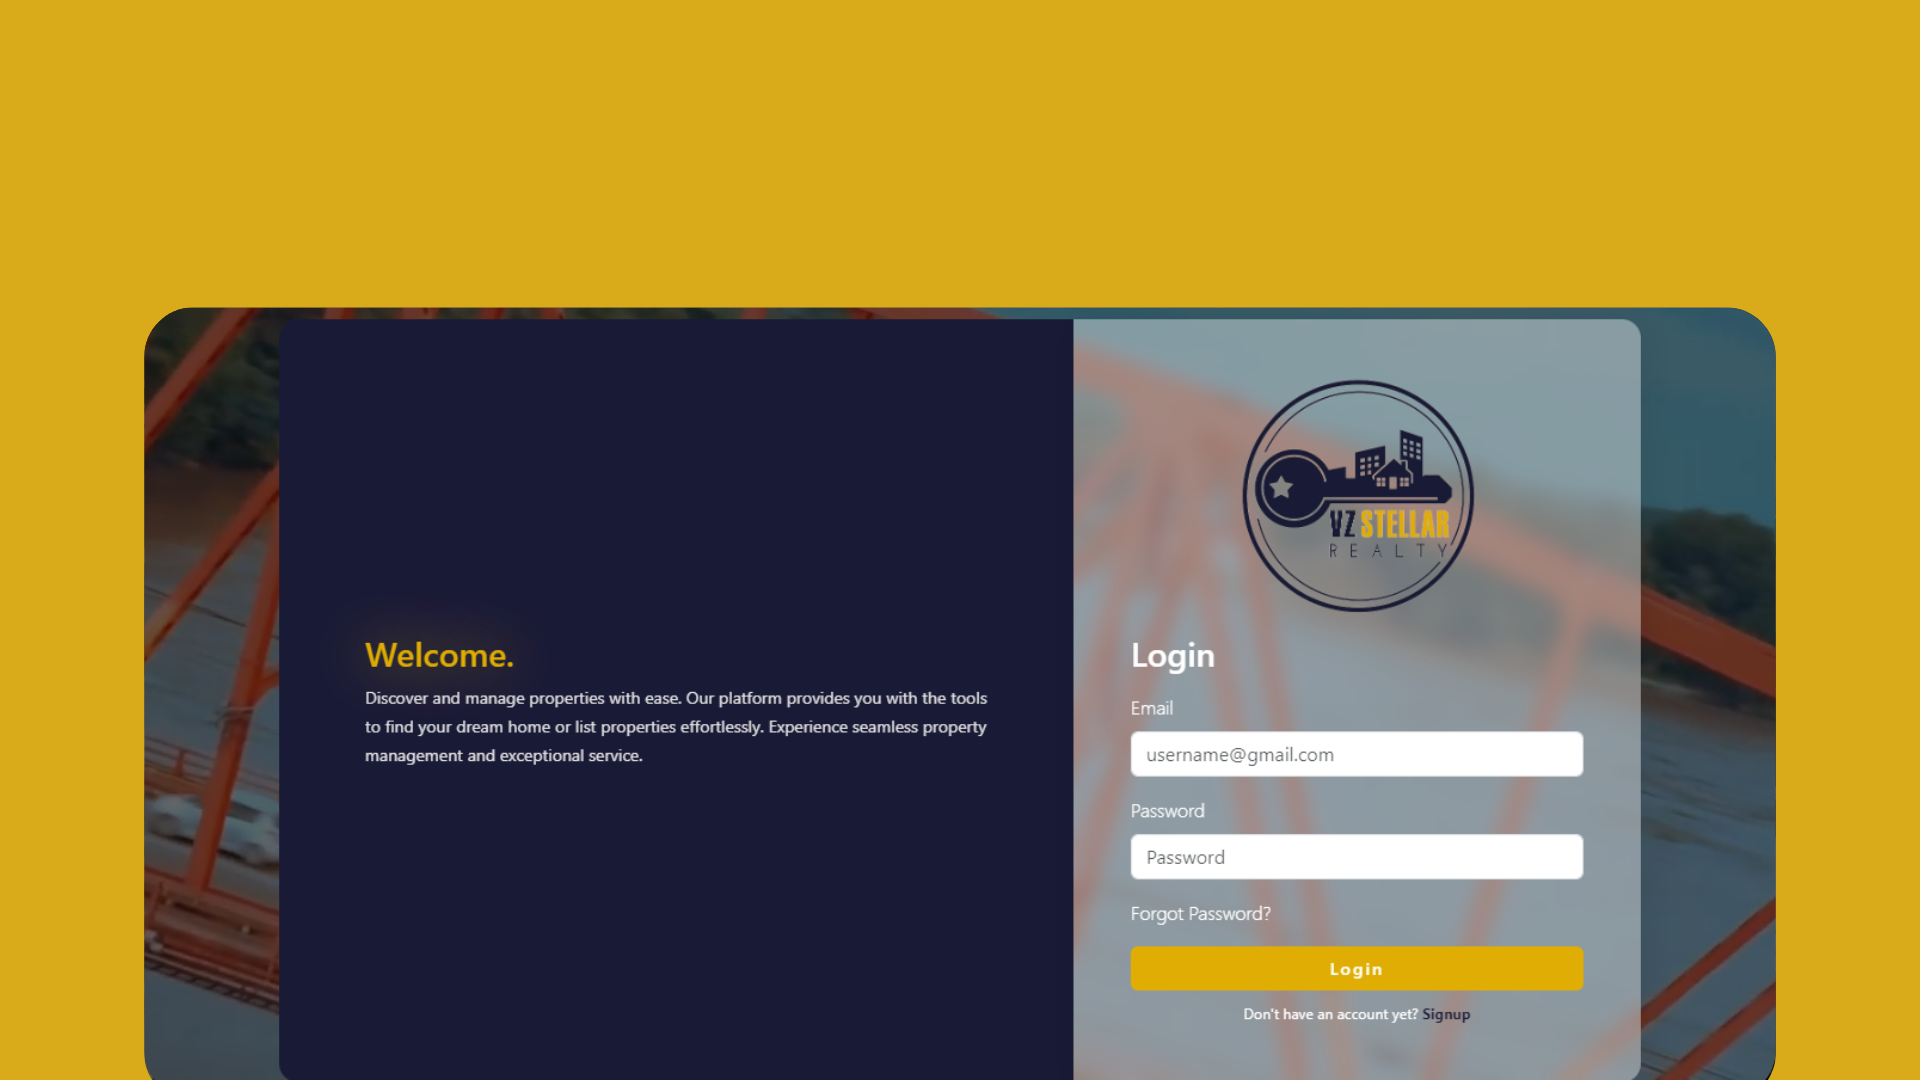 VZ STELLAR
REALTY
Welcome.
Discover and manage properties with ease. Our platform provides you with the tools
to find your dream home or list properties effortlessly. Experience seamless property
management and exceptional service.
Login
Email
username@gmail.com
Password
Password
Forgot Password?
Login
Don't have an account yet? Signup